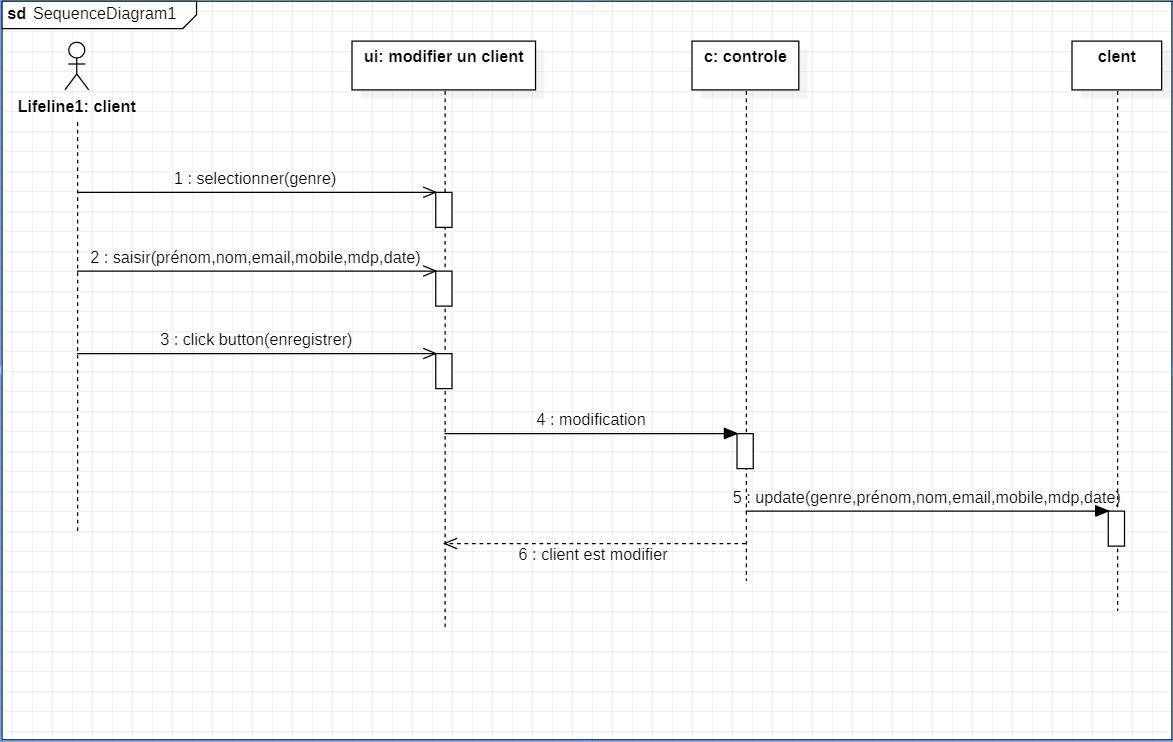 sd SequenceDiagram1
Lifeline1: client
ui: modifier un client
c: controle
clent
1 : selectionner(genre)
2 : saisir(prénom,nom,email,mobile,mdp,date)
3 : click button(enregistrer)
4 : modification
5 : update(genre,prénom,nom,email,mobile,mdp,date)
6 : client est modifier